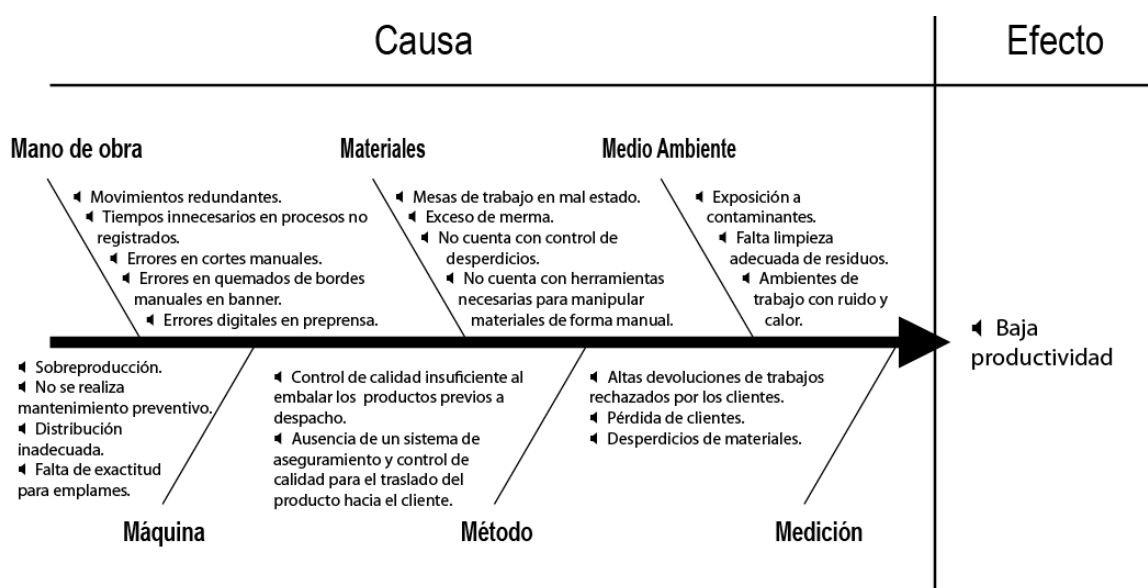 Causa
Efecto
Mano de obra
◀ Movimientos redundantes.
◀ Tiempos innecesarios en procesos no
registrados.
◀ Errores en cortes manuales.
◀ Errores en quemados de bordes
manuales en banner.
◀ Errores digitales en preprensa.
Materiales
◀ Mesas de trabajo en mal estado.
◀ Exceso de merma.
◀ No cuenta con control de
desperdicios.
◀ No cuenta con herramientas
necesarias para manipular
materiales de forma manual.
Medio Ambiente
◀ Exposición a
contaminantes.
◀ Falta limpieza
adecuada de residuos.
◀ Ambientes de
trabajo con ruido y
calor.
◀ Baja
productividad
◀ Sobreproducción.
◀ No se realiza
mantenimiento preventivo.
◀ Distribución
inadecuada.
◀ Falta de exactitud
para emplames.
Máquina
◀ Control de calidad insuficiente al
embalar los productos previos a
despacho.
◀ Ausencia de un sistema de
aseguramiento y control de
calidad para el traslado del
producto hacia el cliente.
Método
◀ Altas devoluciones de trabajos
rechazados por los clientes.
◀ Pérdida de clientes.
◀ Desperdicios de materiales.
Medición